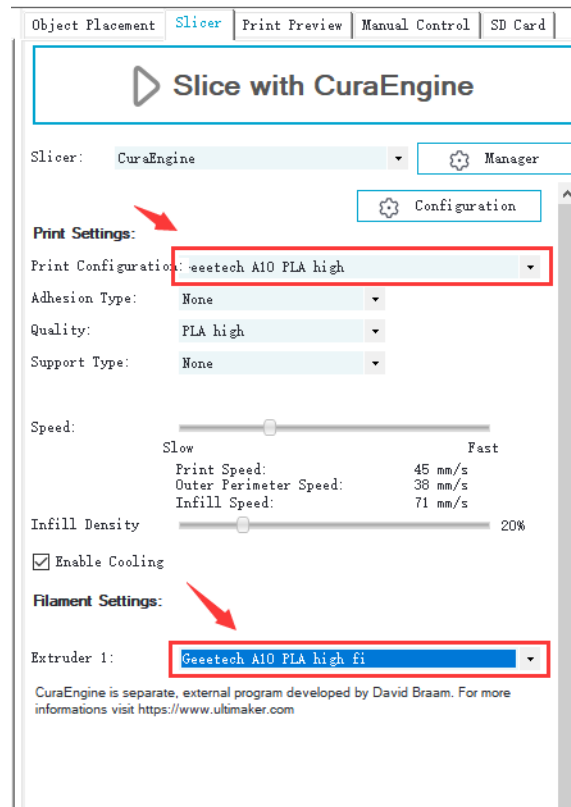 Object Placement Slicer Print Preview Manual Control SD Card
Slice with CuraEngine
Slicer: CuraEngine Manager
Configuration
Print Settings:
Print Configuration: eeetech A10 PLA high
Adhesion Type: None
Quality: PLA high
Support Type: None
Speed:
Slow Fast
Print Speed: 45 mm/s
Outer Perimeter Speed: 38 mm/s
Infill Speed: 71 mm/s
Infill Density 20%
Enable Cooling
Filament Settings:
Extruder 1: Geeetech A10 PLA high fi
CuraEngine is separate, external program developed by David Braam. For more
informations visit https://www.ultimaker.com